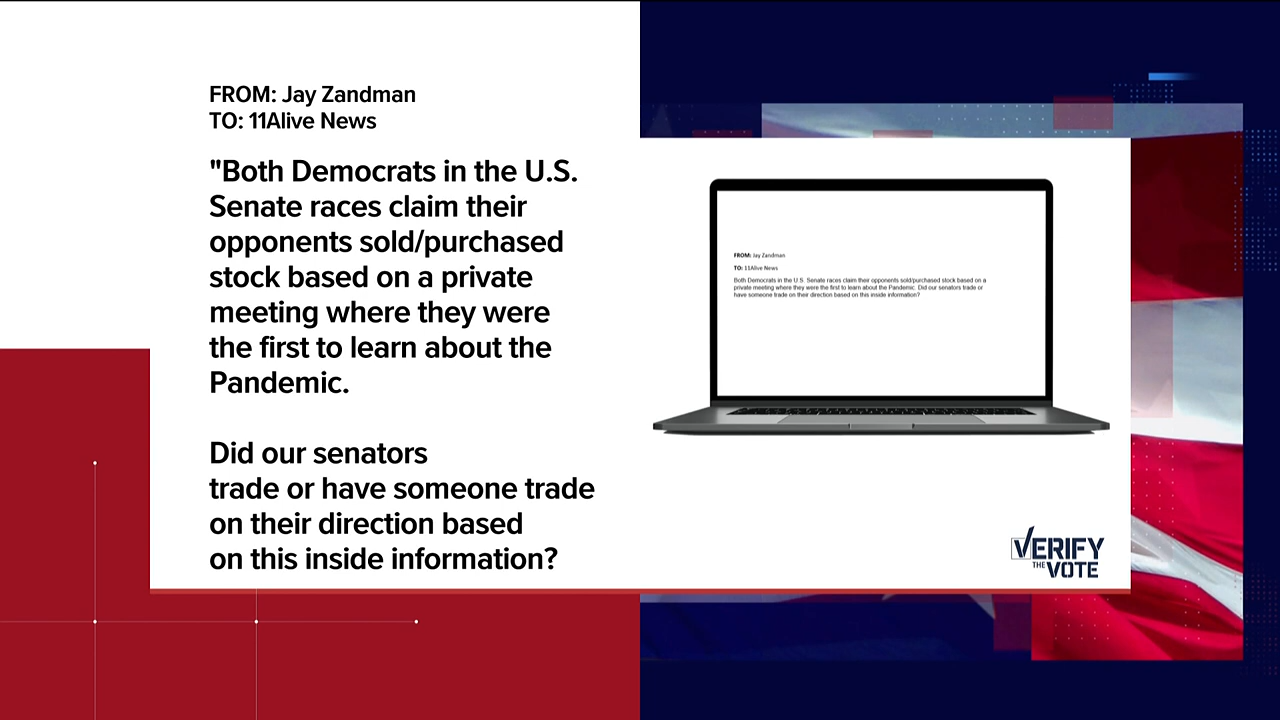 FROM: Jay Zandman
TO: 11Alive News
"Both Democrats in the U.S.
Senate races claim their
opponents sold/purchased
stock based on a private
meeting where they were
the first to learn about the
Pandemic.
Did our senators
trade or have someone trade
on their direction based
on this inside information?
FROM: Jay Zandman
TO: 11Alive News
Both Democrats in the U.S. Senate races claim their opponents sold/purchased stock based on a
private meeting where they were the first to learn about the Pandemic. Did our senators trade or
have someone trade on their direction based on this inside information?
VERIFY
THE VOTE